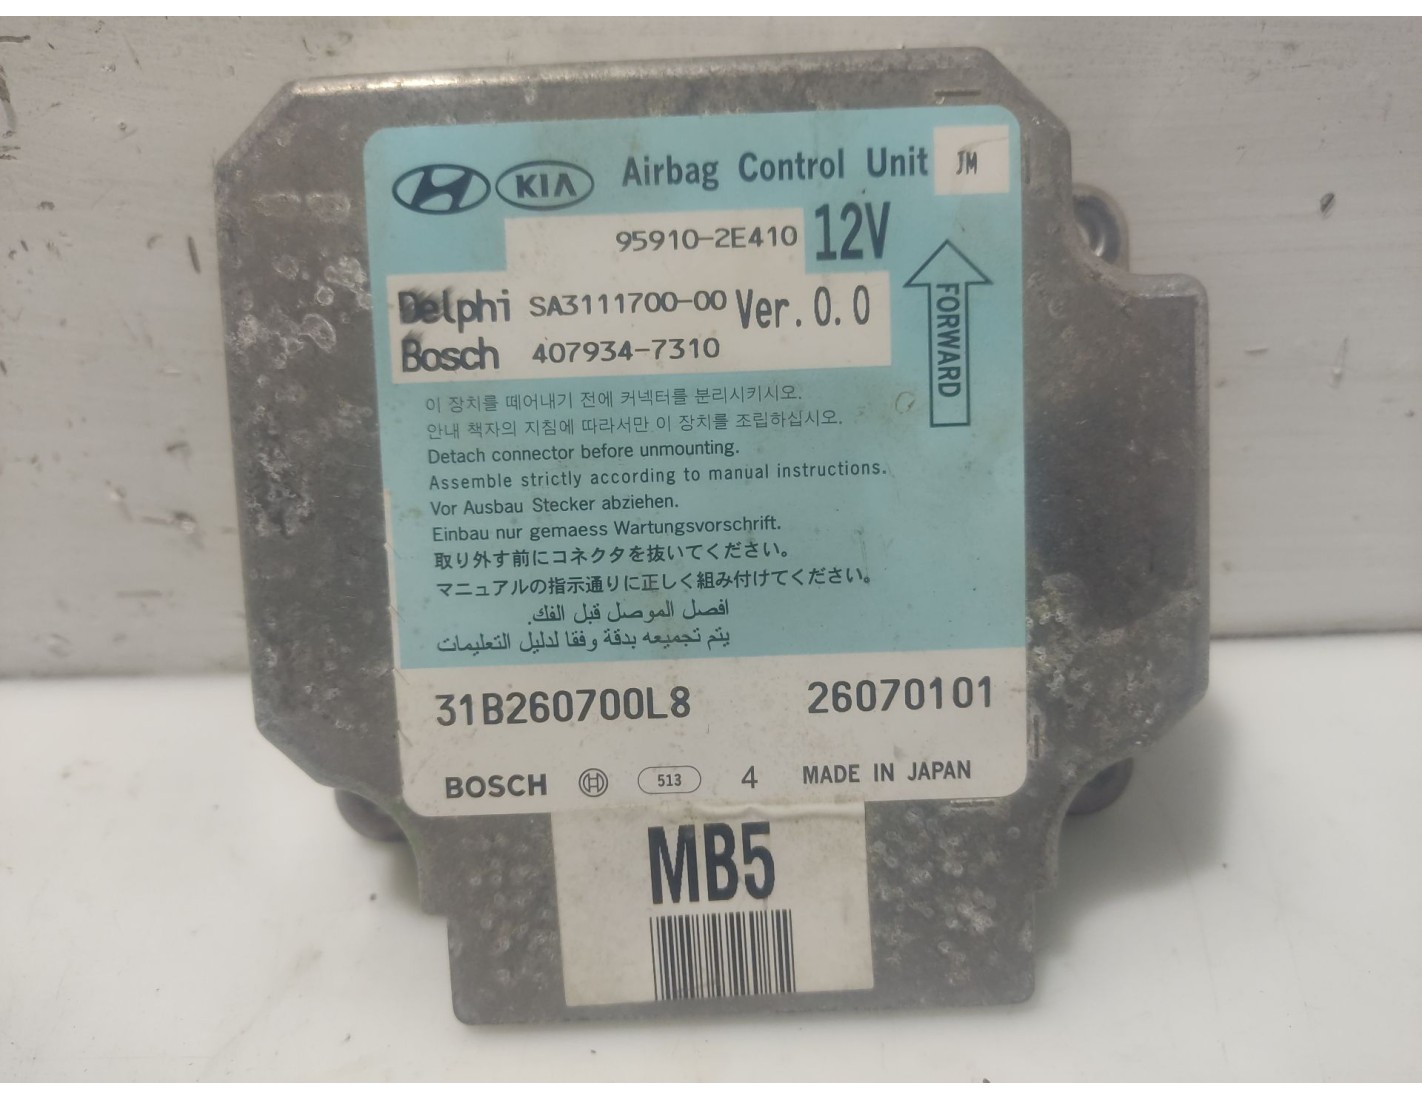 KIA Airbag Control Unit JM
95910-2E410 12V
Delphi SA3111700-00 Ver.0.0
Bosch 407934-7310
FORWARD
이 장치를 떼어내기 전에 커넥터를 분리시키시오.
안내 책자의 지침에 따라서만 이 장치를 조립하십시오.
Detach connector before unmounting.
Assemble strictly according to manual instructions.
Vor Ausbau Stecker abziehen.
Einbau nur gemaess Wartungsvorschrift.
取り外す前にコネクタを抜いてください。
マニュアルの指示通りに正しく組み付けてください。
افصل الموصل قبل الفك.
يتم تجميعه بدقة وفقا لدليل التعليمات
31B260700L8 26070101
BOSCH 513 4 MADE IN JAPAN
MB5